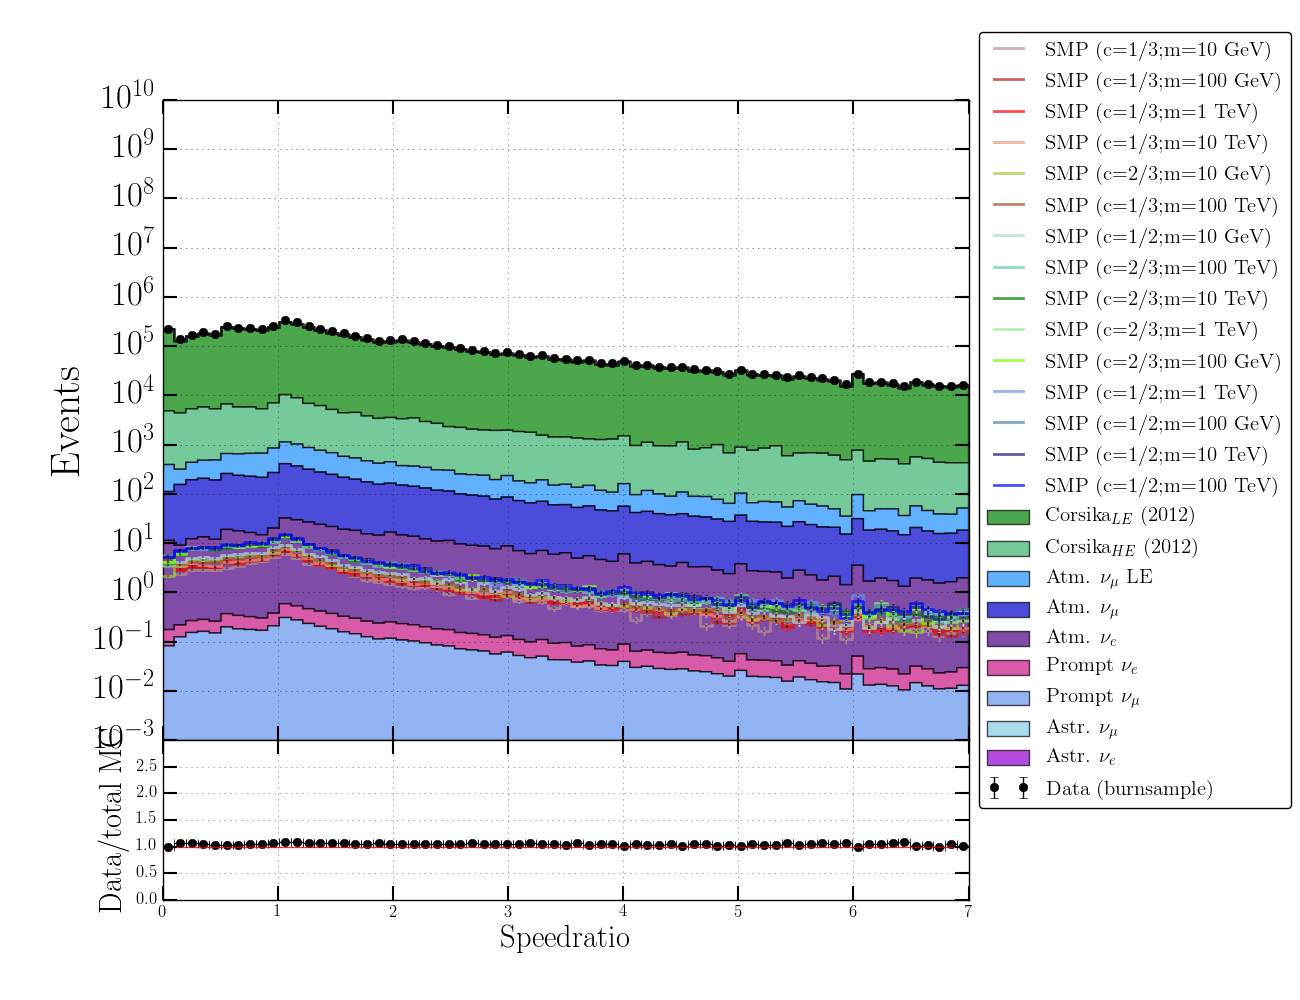 SMP (c=1/3;m=10 GeV)
SMP (c=1/3;m=100 GeV)
SMP (c=1/3;m=1 TeV)
SMP (c=1/3;m=10 TeV)
SMP (c=2/3;m=10 GeV)
SMP (c=1/3;m=100 TeV)
SMP (c=1/2;m=10 GeV)
SMP (c=2/3;m=100 TeV)
SMP (c=2/3;m=10 TeV)
SMP (c=2/3;m=1 TeV)
SMP (c=2/3;m=100 GeV)
SMP (c=1/2;m=1 TeV)
SMP (c=1/2;m=100 GeV)
SMP (c=1/2;m=10 TeV)
SMP (c=1/2;m=100 TeV)
Corsika_{LE} (2012)
Corsika_{HE} (2012)
Atm. ν_μ LE
Atm. ν_μ
Atm. ν_e
Prompt ν_e
Prompt ν_μ
Astr. ν_μ
Astr. ν_e
Data (burnsample)
10^{10}
10^9
10^8
10^7
10^6
10^5
10^4
10^3
10^2
10^1
10^0
10^{-1}
10^{-2}
10^{-3}
Events
2.5
2.0
1.5
1.0
0.5
0.0
Data/total MC
0 1 2 3 4 5 6 7
Speedratio